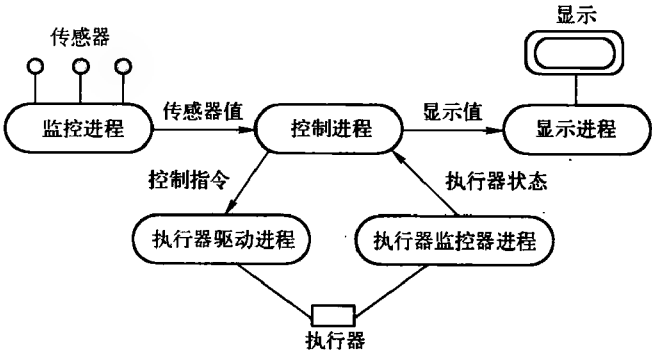 传感器
显示
监控进程
传感器值
控制进程
显示值
显示进程
控制指令
执行器状态
执行器驱动进程
执行器监控器进程
执行器